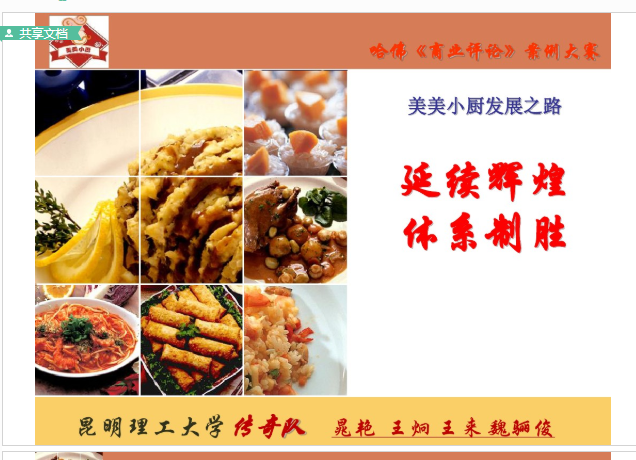 共享文档
美美小厨
哈佛《商业评论》案例大赛
美美小厨发展之路
延续辉煌
体系制胜
昆明理工大学传奇队 晁艳 王炯 王来 魏骊俊